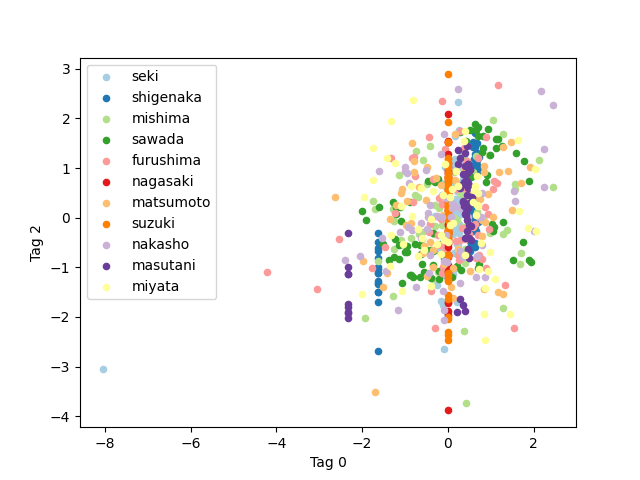 3
2
1
0
−1
−2
−3
−4
Tag 2
seki
shigenaka
mishima
sawada
furushima
nagasaki
matsumoto
suzuki
nakasho
masutani
miyata
−8 −6 −4 −2 0 2
Tag 0